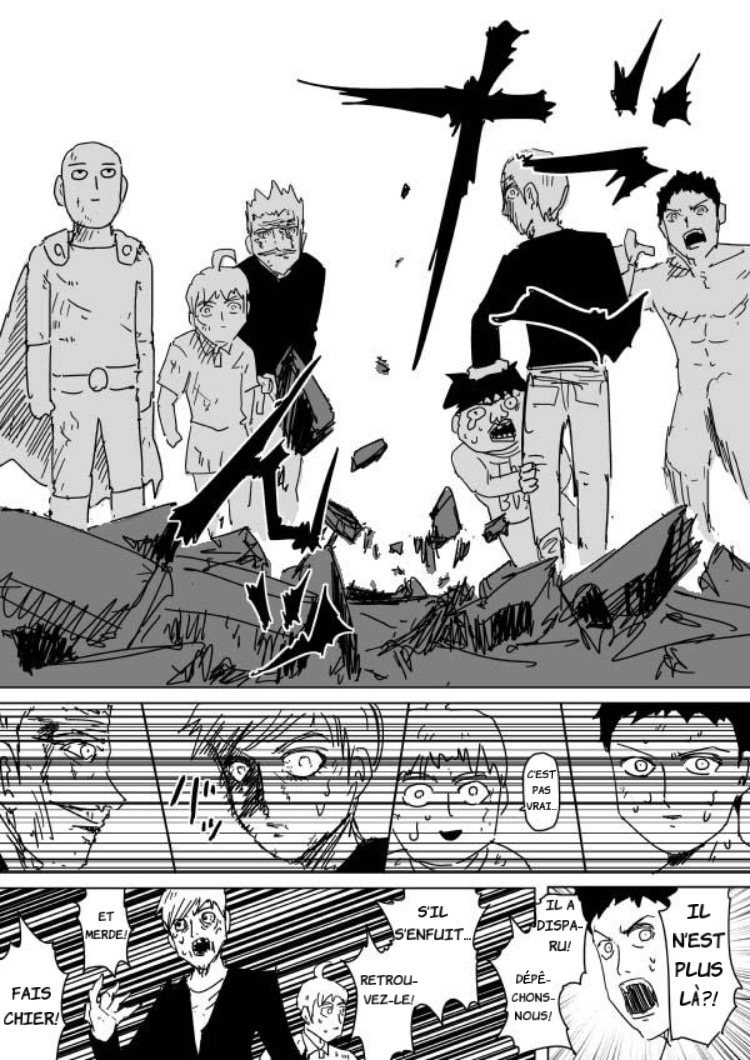 BUS
C'EST
PAS
VRAI...
IL
N'EST
PLUS
LÀ?!
IL A
DISPA-
RU!
DÉPÊ-
CHONS-
NOUS!
S'IL
S'ENFUIT...
RETROU-
VEZ-LE!
ET
MERDE!
FAIS
CHIER!